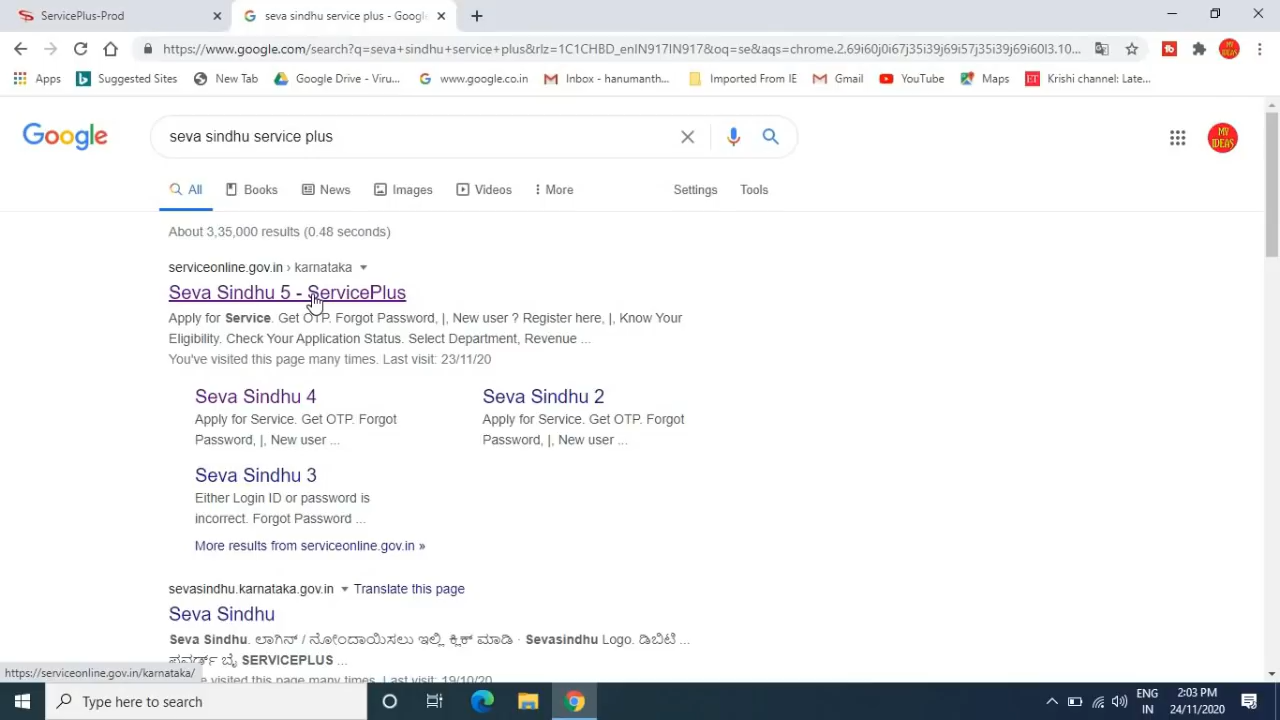 ServicePlus-Prod
seva sindhu service plus - Goog
https://www.google.com/search?q=seva+sindhu+service+plus&rlz=1C1CHBD_enIN917IN917&oq=se&aqs=chrome.2.69i60j0i67j35i39j69i57j35i39j69i60l3.10...
Apps Suggested Sites New Tab Google Drive - Viru... www.google.co.in Inbox - hanumanth... Imported From IE Gmail YouTube Maps Krishi channel: Late...
Google
seva sindhu service plus
MY IDEAS
All Books News Images Videos More Settings Tools
About 3,35,000 results (0.48 seconds)
serviceonline.gov.in › karnataka
Seva Sindhu 5 - ServicePlus
Apply for Service. Get OTP. Forgot Password, |, New user ? Register here, |, Know Your
Eligibility. Check Your Application Status. Select Department, Revenue ...
You've visited this page many times. Last visit: 23/11/20
Seva Sindhu 4
Apply for Service. Get OTP. Forgot
Password, |, New user ...
Seva Sindhu 2
Apply for Service. Get OTP. Forgot
Password, |, New user ...
Seva Sindhu 3
Either Login ID or password is
incorrect. Forgot Password ...
More results from serviceonline.gov.in »
sevasindhu.karnataka.gov.in Translate this page
Seva Sindhu
Seva Sindhu. ಲಾಗಿನ್ / ನೋಂದಾಯಿಸಲು ಇಲ್ಲಿ ಕ್ಲಿಕ್ ಮಾಡಿ · Sevasindhu Logo. ಡಿಬಿಟಿ ...
ಪವರ್ಡ್ ಬೈ SERVICEPLUS ...
visited this page many times. Last visit: 19/10/20
https://serviceonline.gov.in/karnataka/
Type here to search
ENG
IN
2:03 PM
24/11/2020